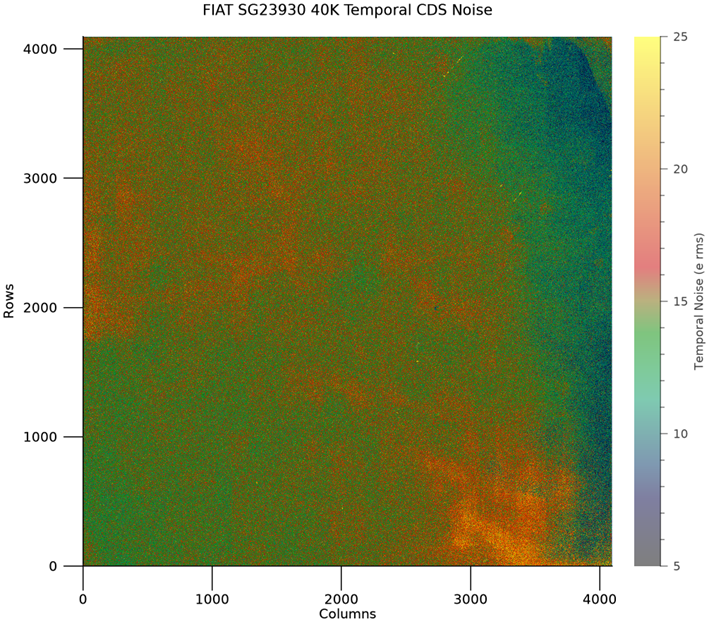 FIAT SG23930 40K Temporal CDS Noise
4000
3000
2000
1000
0
Rows
0 1000 2000 3000 4000
Columns
25
20
15
10
5
Temporal Noise (e rms)